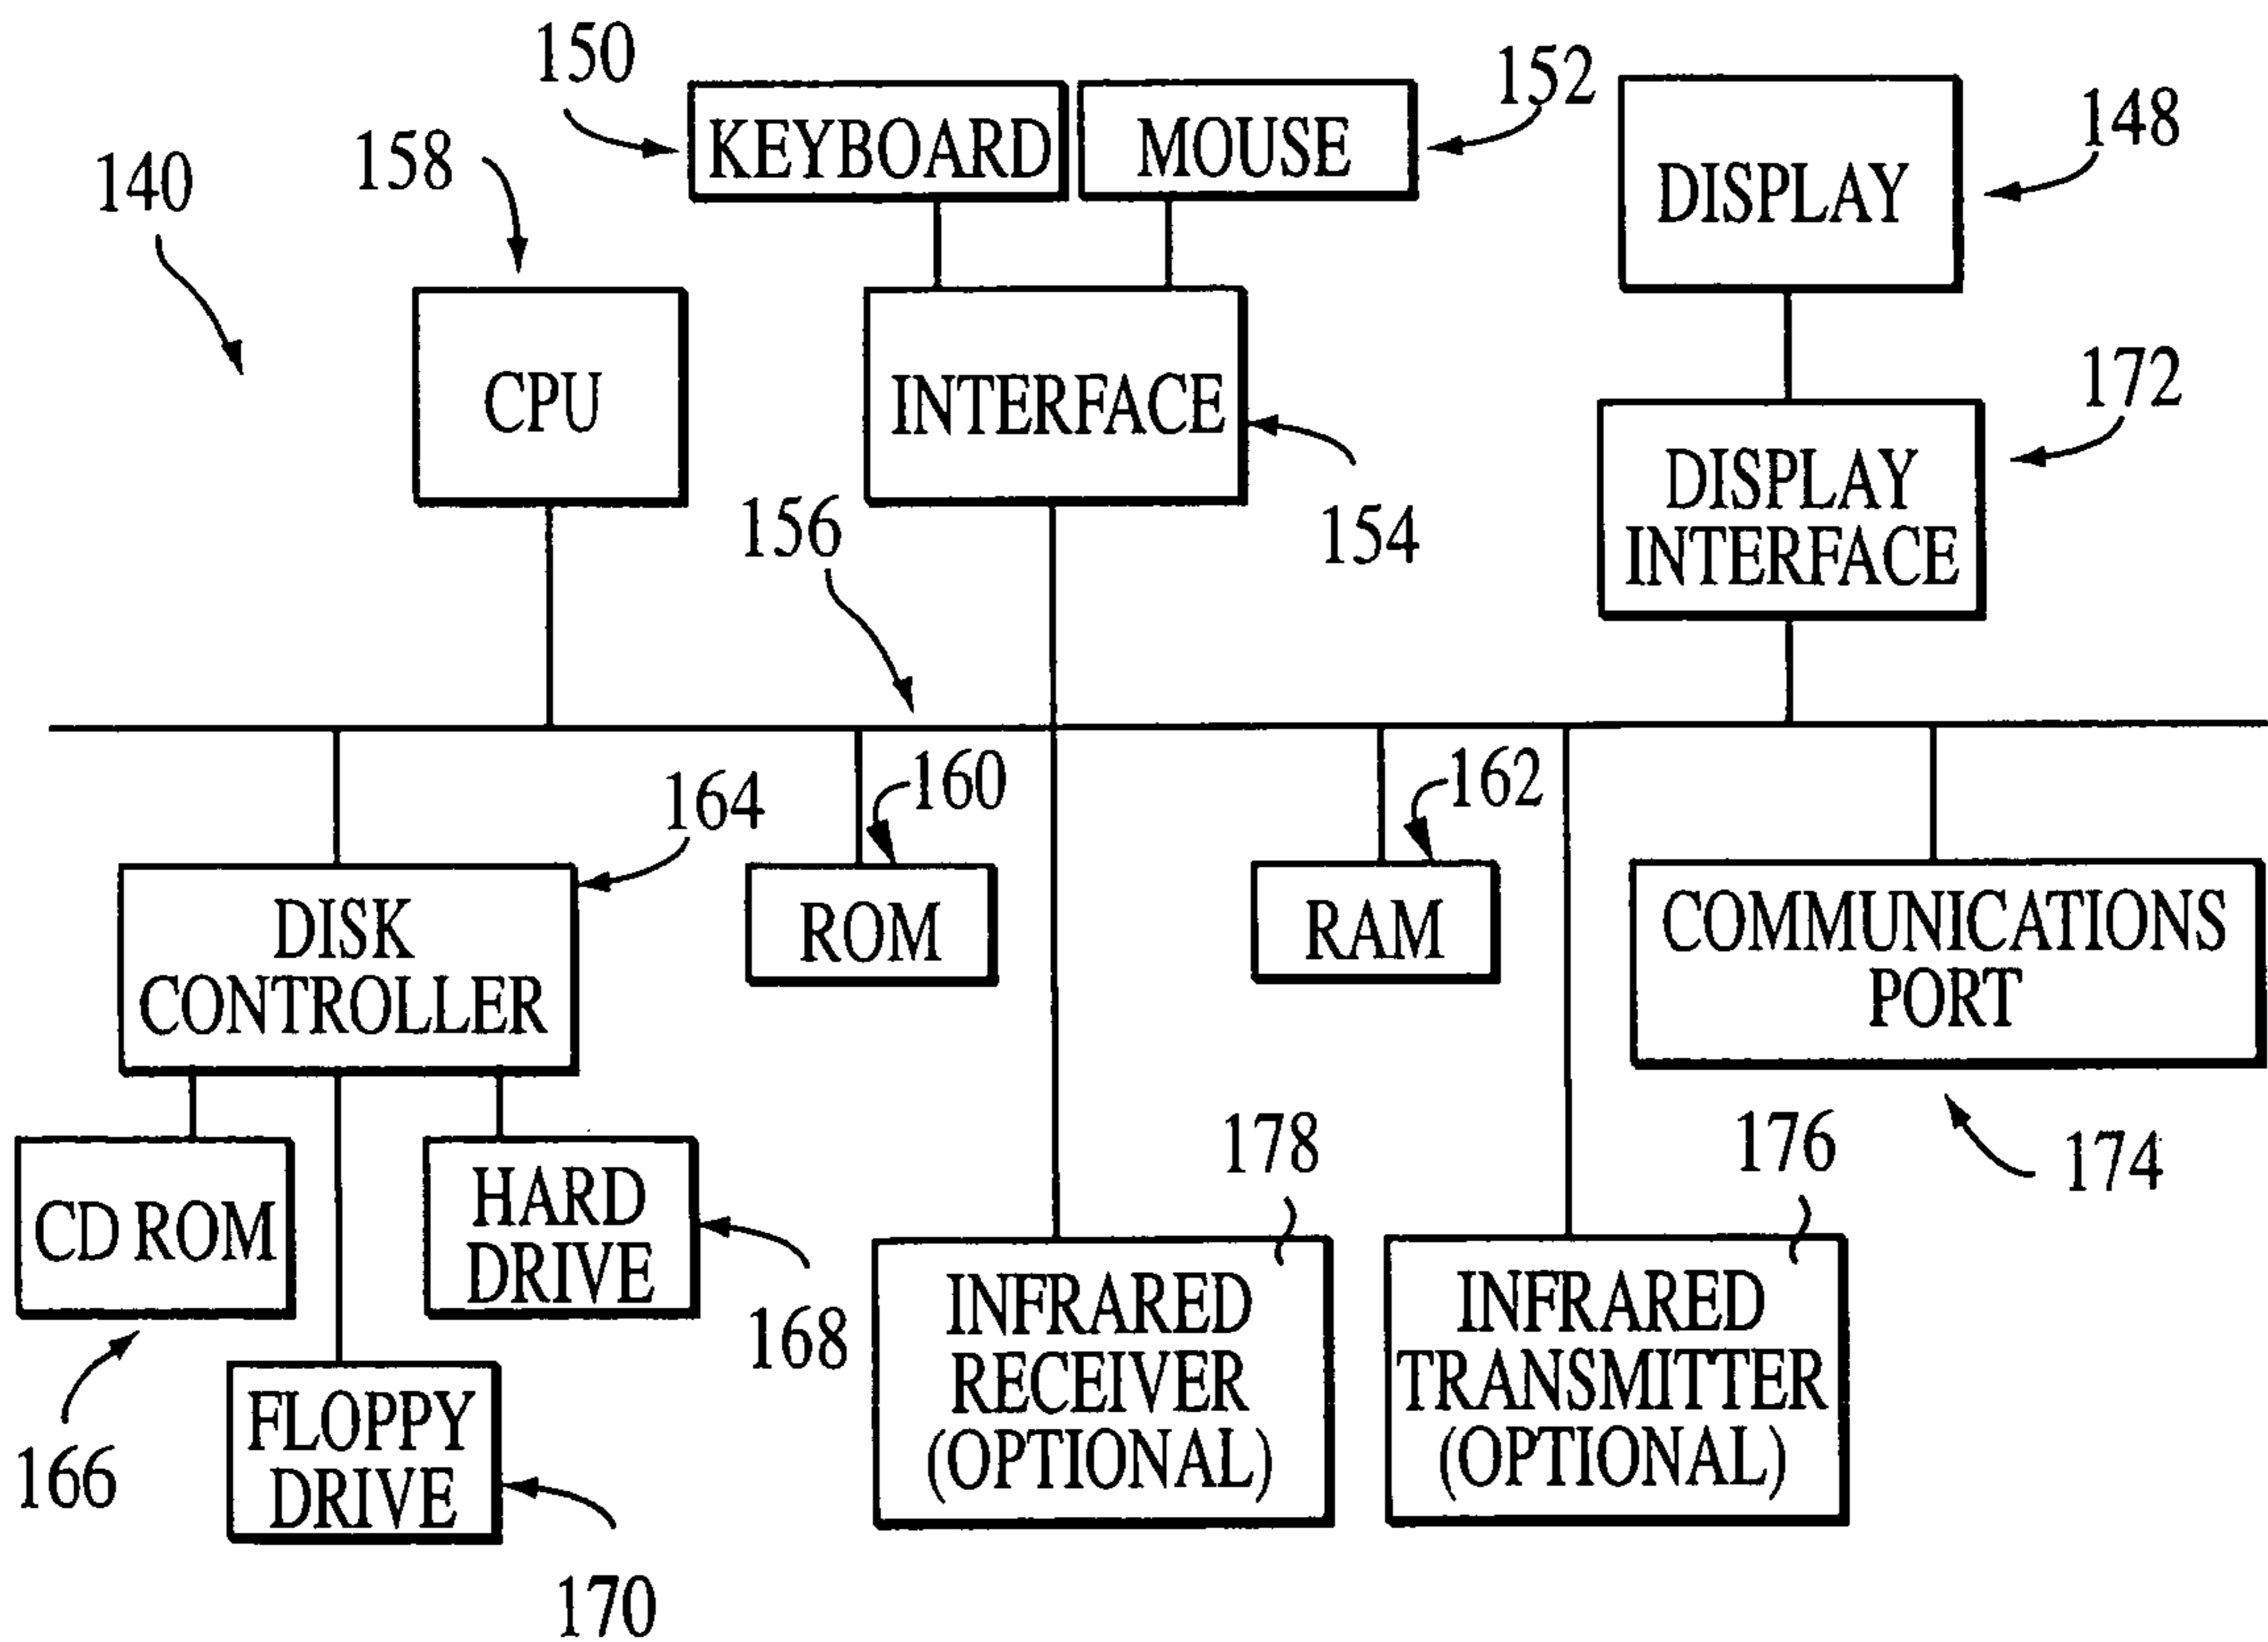 150
KEYBOARD
MOUSE
152
148
158
140
DISPLAY
172
CPU
INTERFACE
DISPLAY
INTERFACE
156
154
164
160
162
DISK
CONTROLLER
ROM
RAM
COMMUNICATIONS
PORT
178
176
174
CD ROM
HARD
DRIVE
168
INFRARED
RECEIVER
(OPTIONAL)
INFRARED
TRANSMITTER
(OPTIONAL)
166
FLOPPY
DRIVE
170